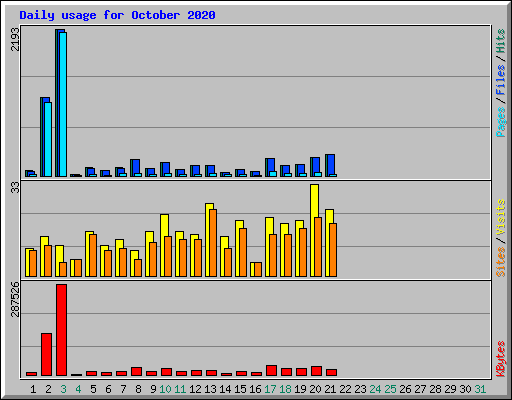 Daily usage for October 2020
2193
Pages / Files / Hits
33
Sites / Visits
287526
KBytes
1 2 3 4 5 6 7 8 9 10 11 12 13 14 15 16 17 18 19 20 21 22 23 24 25 26 27 28 29 30 31